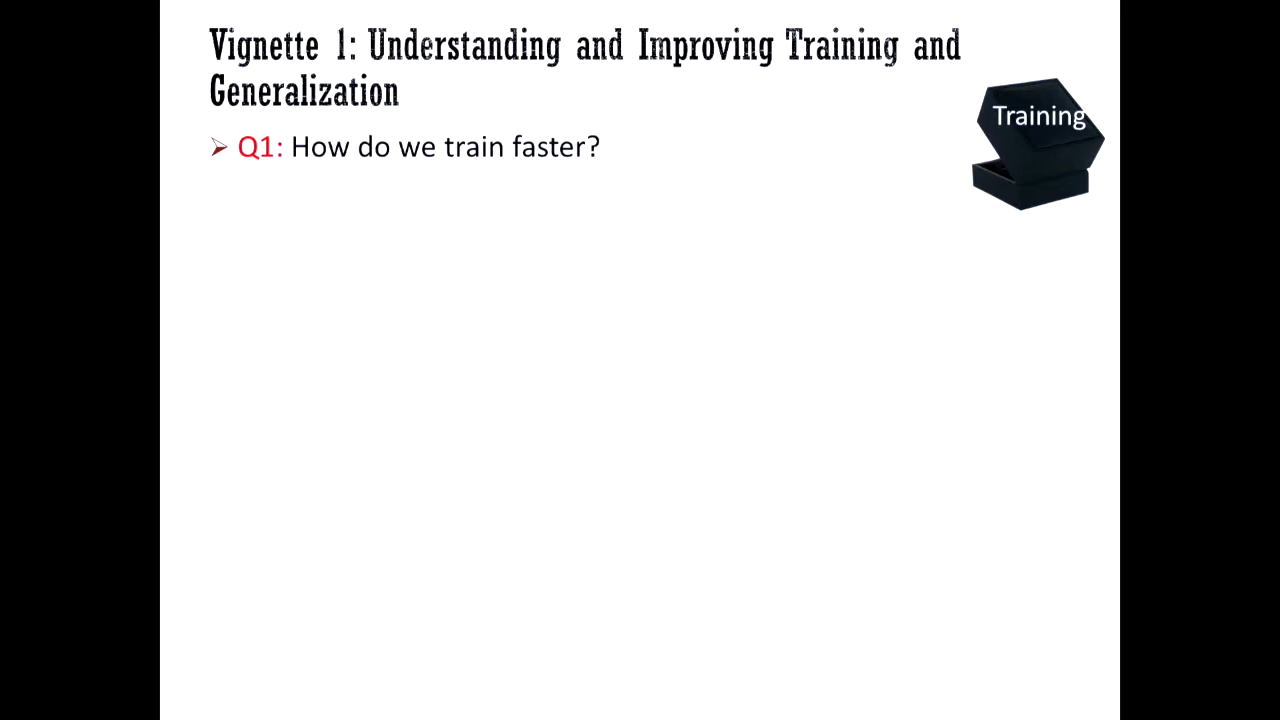 Vignette 1: Understanding and Improving Training and
Generalization
Training
Q1: How do we train faster?